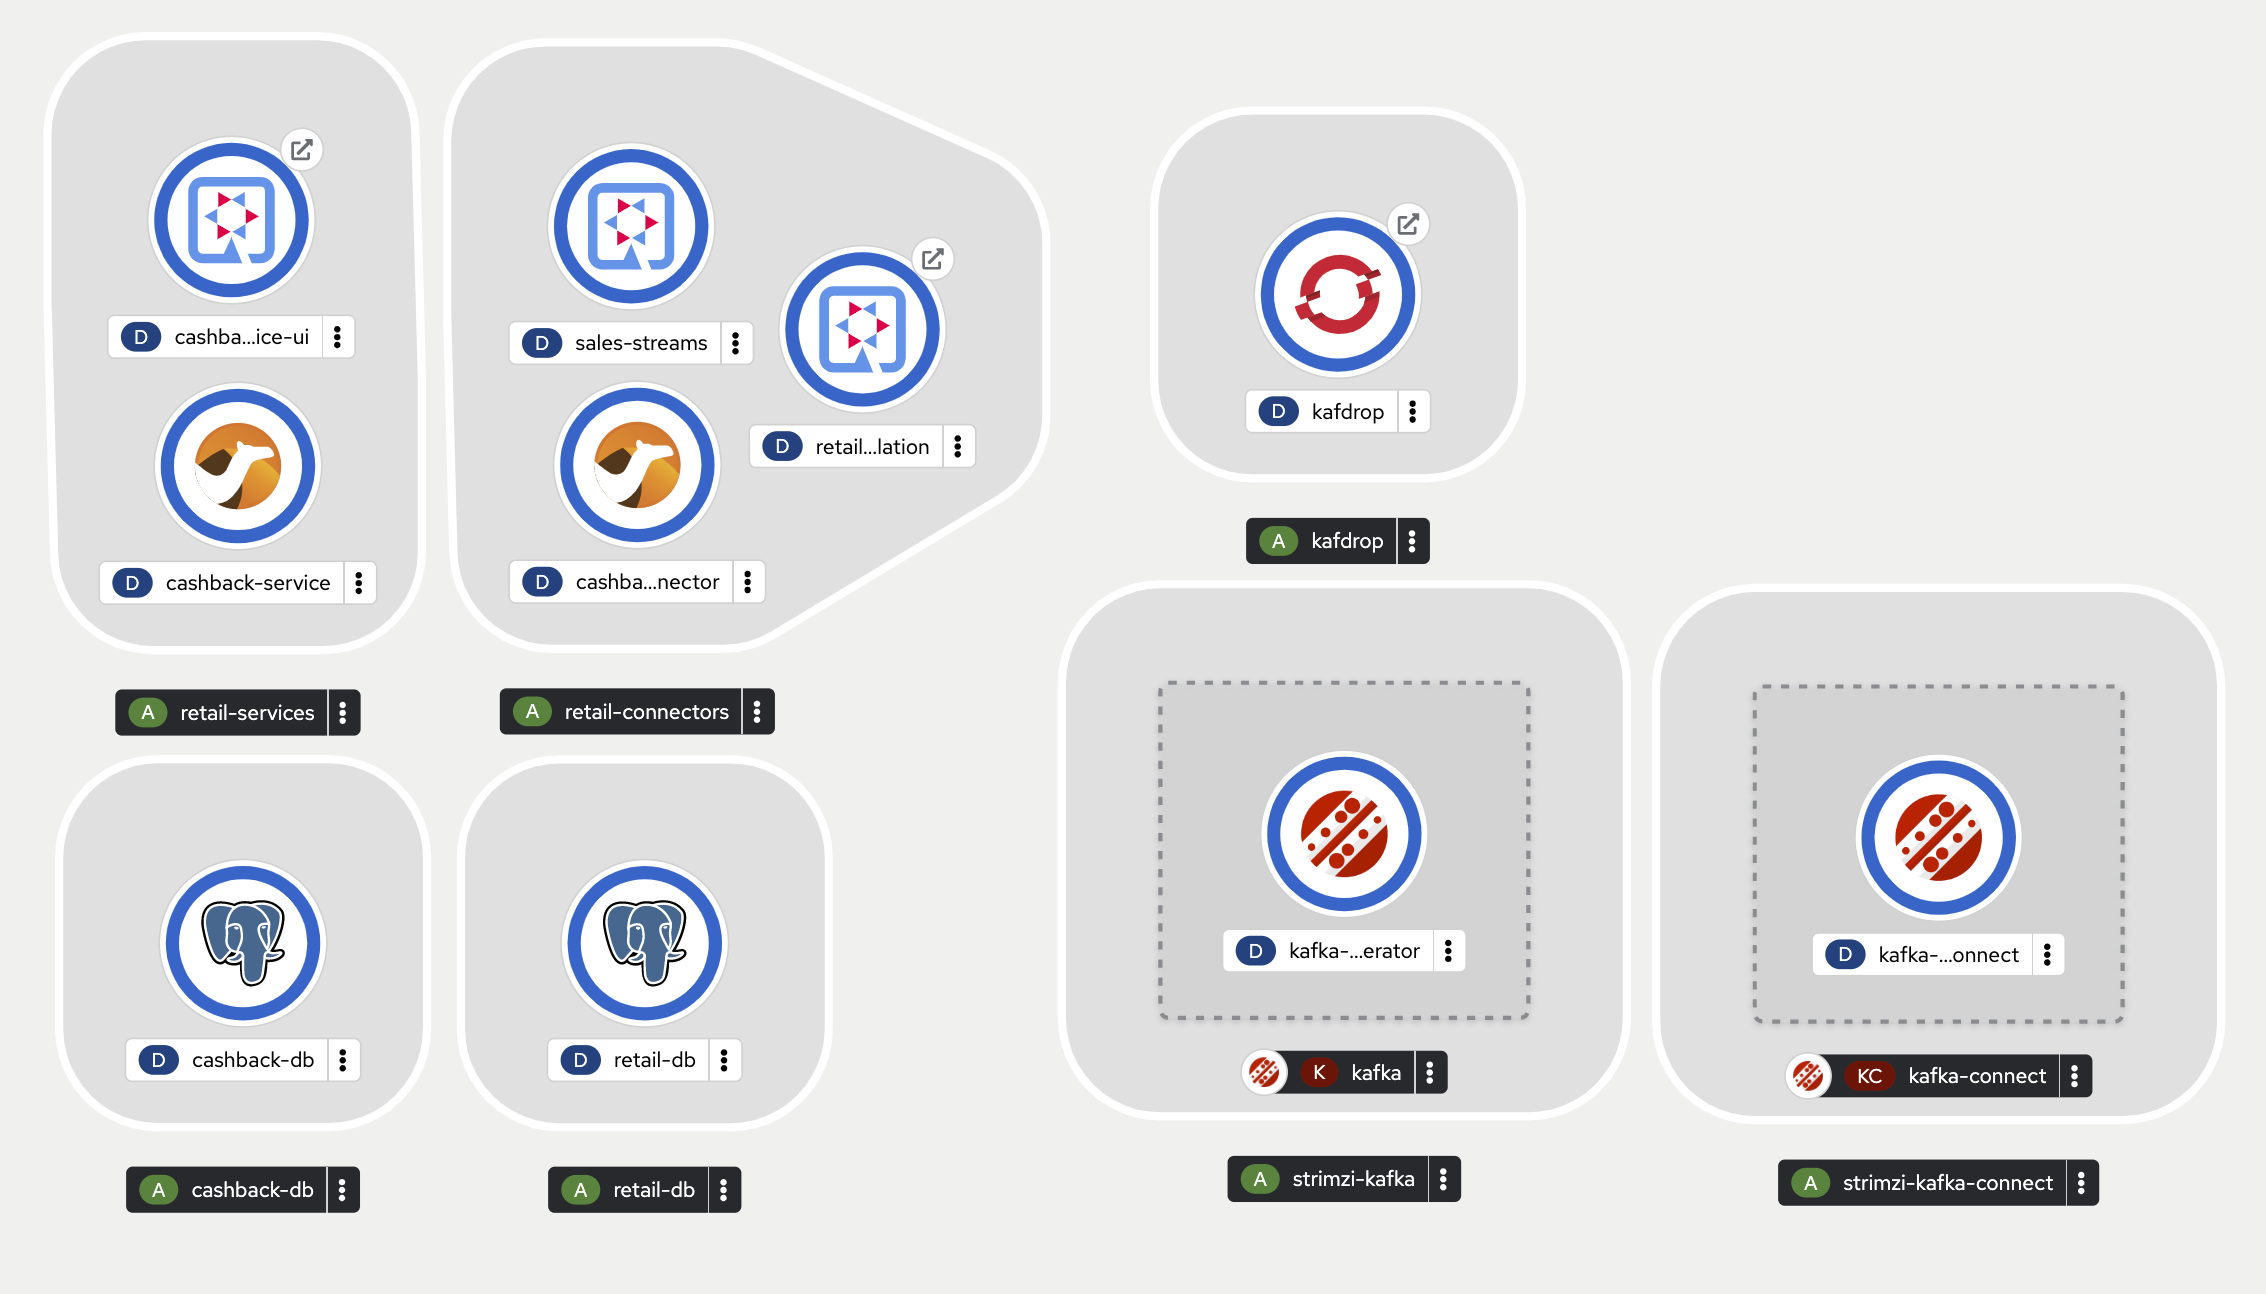 D cashba...ice-ui
D cashback-service
A retail-services
D sales-streams
D retail...lation
D cashba...nector
A retail-connectors
D kafdrop
A kafdrop
D cashback-db
A cashback-db
D retail-db
A retail-db
D kafka-...erator
K kafka
A strimzi-kafka
D kafka-...onnect
KC kafka-connect
A strimzi-kafka-connect